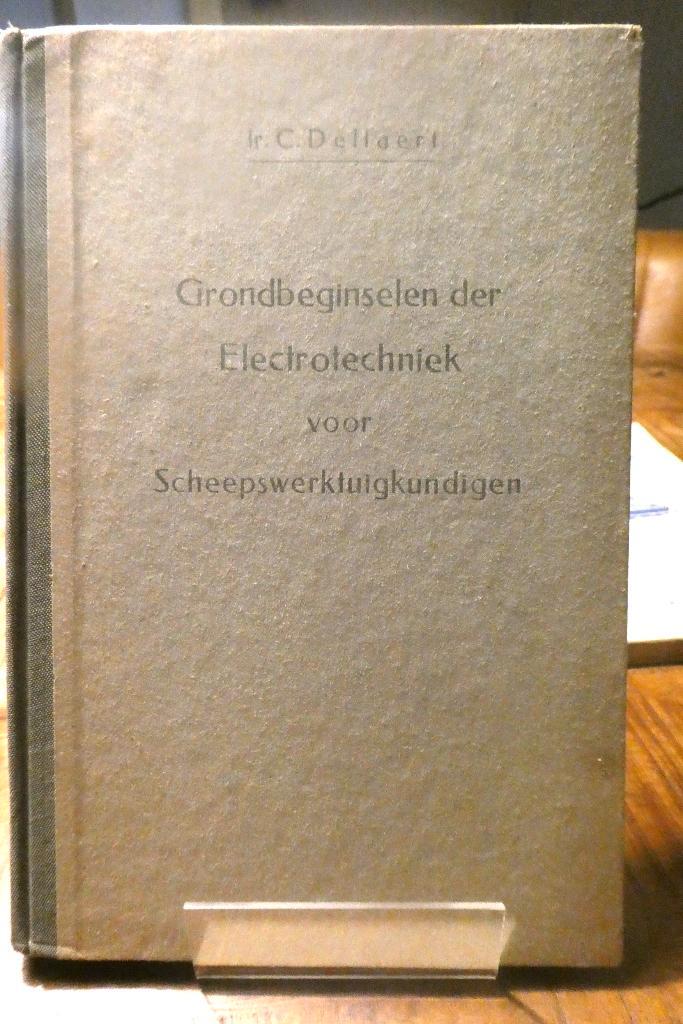 Ir. C. Dellaert
Grondbeginselen der
Electrotechniek
voor
Scheepswerktuigkundigen